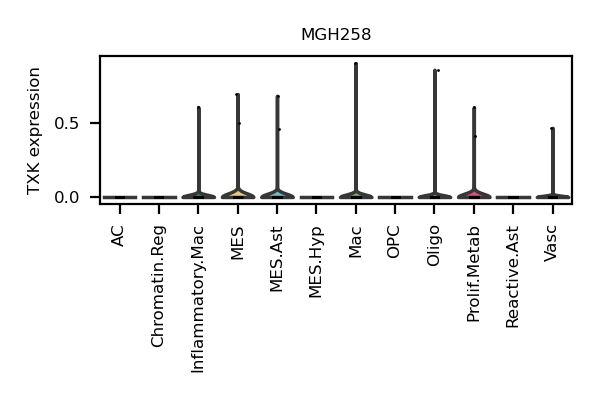 MGH258
TXK expression
0.5
0.0
AC
Chromatin.Reg
Inflammatory.Mac
MES
MES.Ast
MES.Hyp
Mac
OPC
Oligo
Prolif.Metab
Reactive.Ast
Vasc